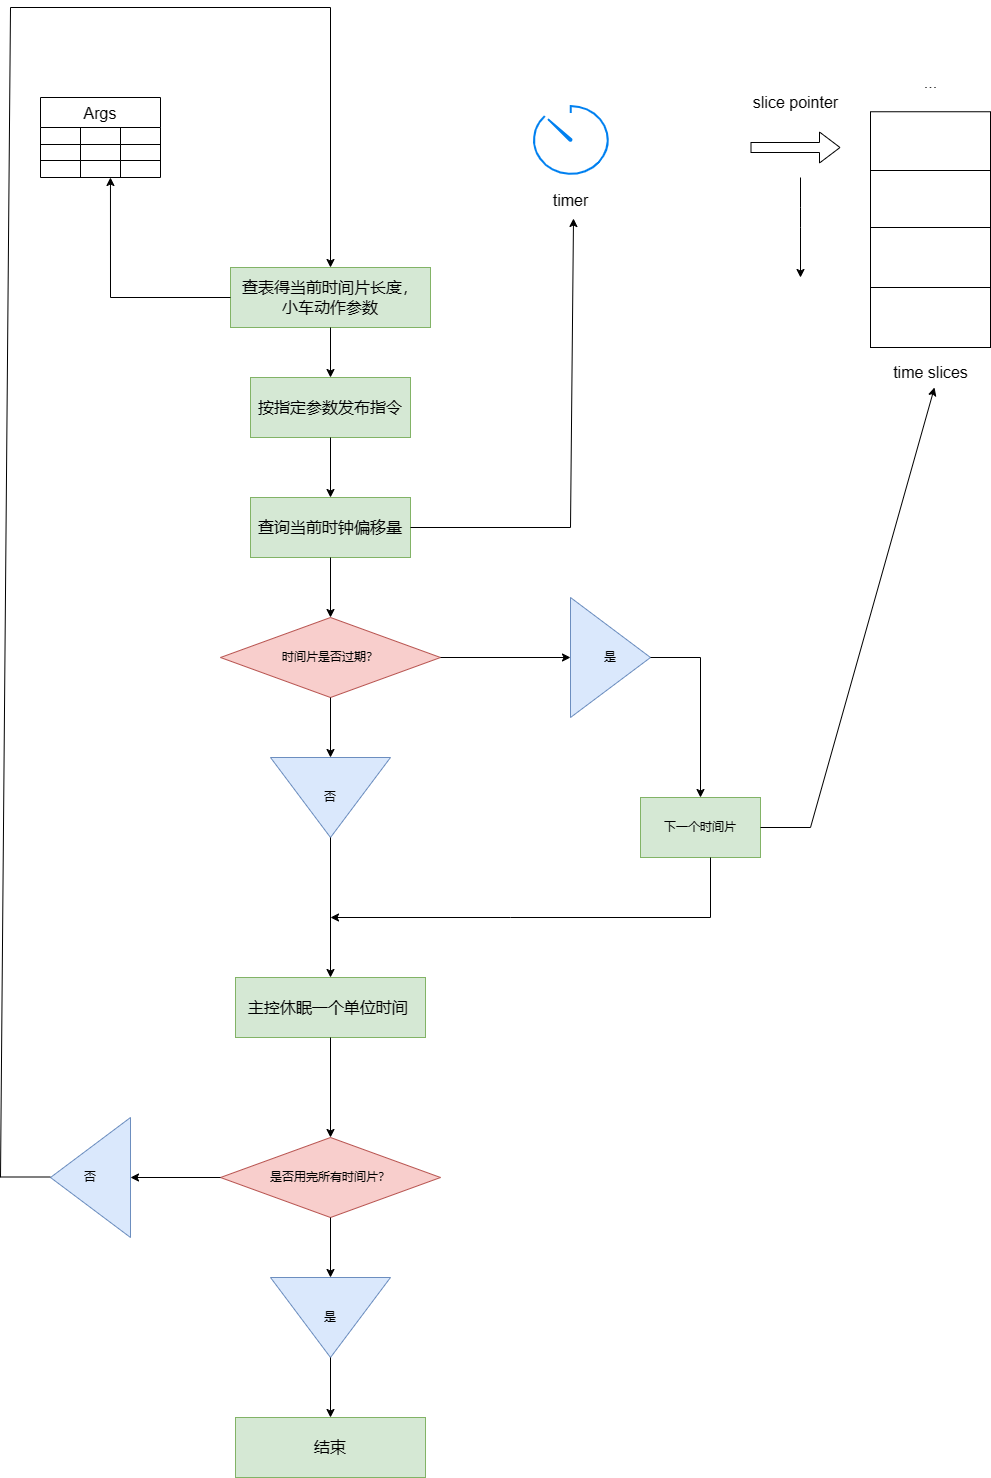 ...
slice pointer
Args
timer
查表得当前时间片长度，
小车动作参数
time slices
按指定参数发布指令
查询当前时钟偏移量
时间片是否过期？
是
否
下一个时间片
主控休眠一个单位时间
否
是否用完所有时间片？
是
结束